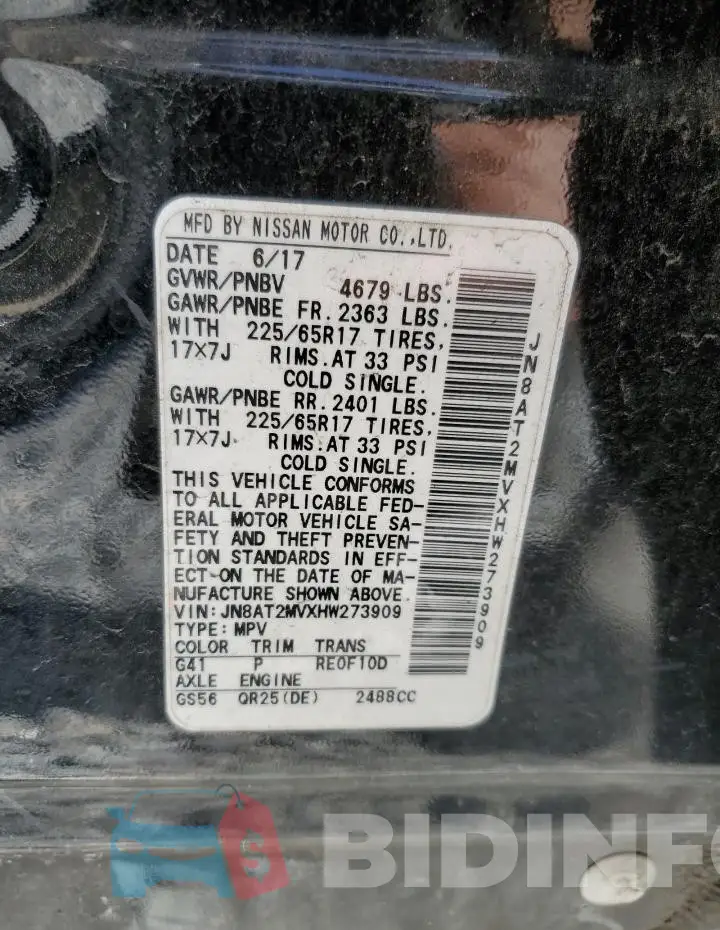 MFD BY NISSAN MOTOR CO.,LTD.
DATE 6/17
GVWR/PNBV 4679 LBS.
GAWR/PNBE FR. 2363 LBS.
WITH 225/65R17 TIRES,
17X7J RIMS.AT 33 PSI
COLD SINGLE.
GAWR/PNBE RR. 2401 LBS.
WITH 225/65R17 TIRES,
17X7J RIMS.AT 33 PSI
COLD SINGLE.
THIS VEHICLE CONFORMS
TO ALL APPLICABLE FED-
ERAL MOTOR VEHICLE SA-
FETY AND THEFT PREVEN-
TION STANDARDS IN EFF-
ECT ON THE DATE OF MA-
NUFACTURE SHOWN ABOVE.
VIN: JN8AT2MVXHW273909
TYPE: MPV
COLOR TRIM TRANS
G41 P RE0F10D
AXLE ENGINE
GS56 QR25(DE) 2488CC
JN8AT2MVXHW273909
$ BIDINFO